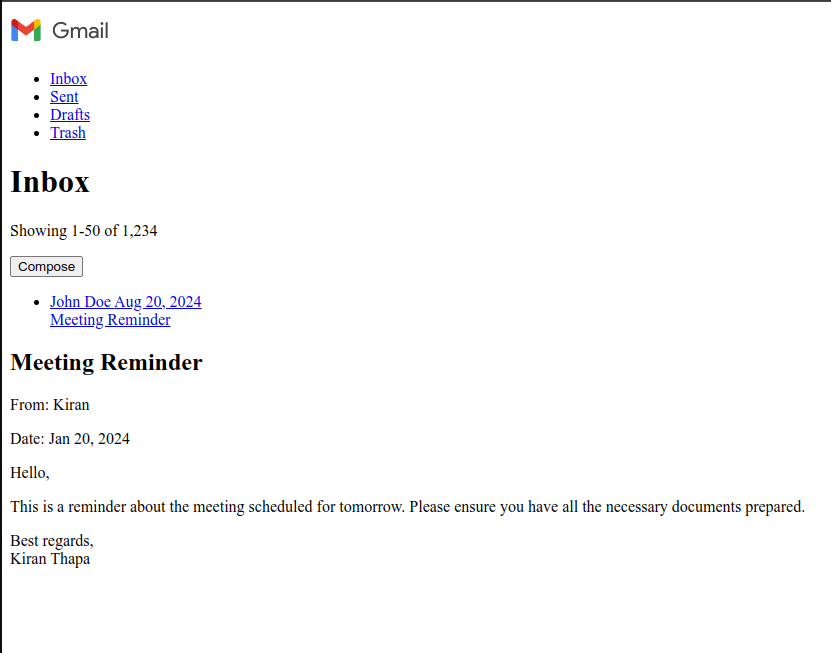 Gmail
Inbox
Sent
Drafts
Trash
Inbox
Showing 1-50 of 1,234
Compose
John Doe Aug 20, 2024
Meeting Reminder
Meeting Reminder
From: Kiran
Date: Jan 20, 2024
Hello,
This is a reminder about the meeting scheduled for tomorrow. Please ensure you have all the necessary documents prepared.
Best regards,
Kiran Thapa